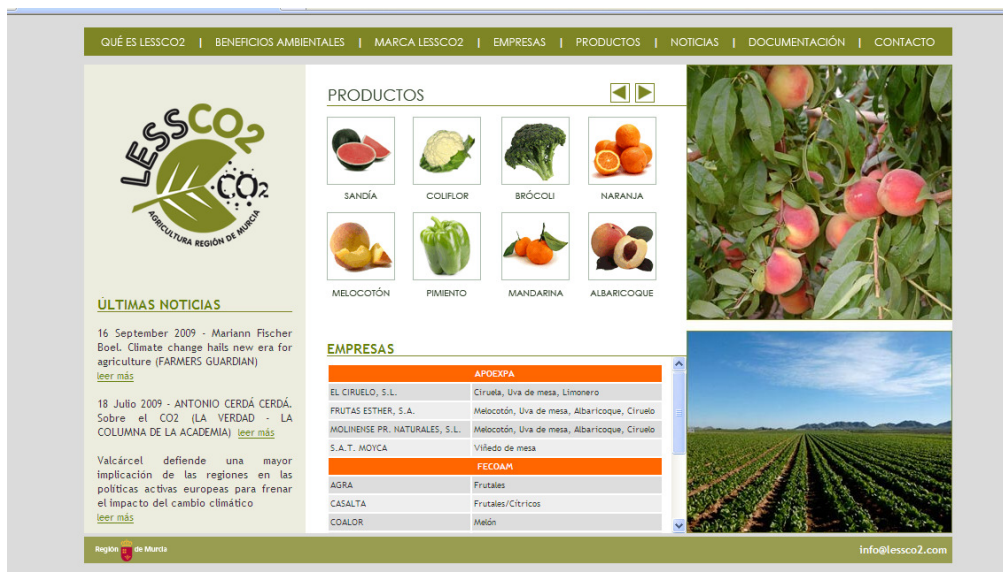 QUÉ ES LESSCO2 | BENEFICIOS AMBIENTALES | MARCA LESSCO2 | EMPRESAS | PRODUCTOS | NOTICIAS | DOCUMENTACIÓN | CONTACTO
LESSCO2
CO2
AGRICULTURA REGIÓN DE MURCIA
ÚLTIMAS NOTICIAS
16 September 2009 - Mariann Fischer
Boel. Climate change hails new era for
agriculture (FARMERS GUARDIAN)
leer más
18 Julio 2009 - ANTONIO CERDÁ CERDÁ.
Sobre el CO2 (LA VERDAD - LA
COLUMNA DE LA ACADEMIA) leer más
Valcárcel defiende una mayor
implicación de las regiones en las
políticas activas europeas para frenar
el impacto del cambio climático
leer más
PRODUCTOS
SANDÍA COLIFLOR BRÓCOLI NARANJA
MELOCOTÓN PIMIENTO MANDARINA ALBARICOQUE
EMPRESAS
APOEXPA
EL CIRUELO, S.L. Ciruela, Uva de mesa, Limonero
FRUTAS ESTHER, S.A. Melocotón, Uva de mesa, Albaricoque, Ciruelo
MOLINENSE PR. NATURALES, S.L. Melocotón, Uva de mesa, Albaricoque, Ciruelo
S.A.T. MOYCA Viñedo de mesa
FECOAM
AGRA Frutales
CASALTA Frutales/Cítricos
COALOR Melón
Región de Murcia
info@lessco2.com